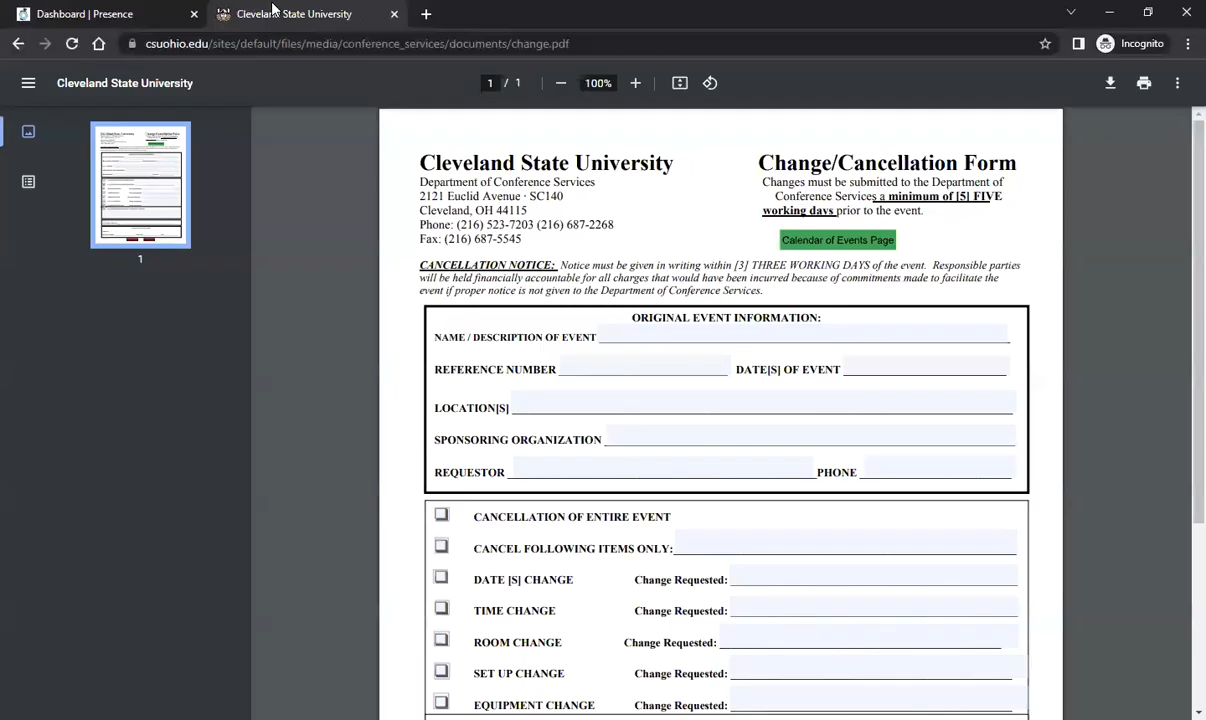 Dashboard | Presence
Cleveland State University
csuohio.edu/sites/default/files/media/conference_services/documents/change.pdf
Incognito
Cleveland State University
1 / 1
100%
1
Cleveland State University
Department of Conference Services
2121 Euclid Avenue · SC140
Cleveland, OH 44115
Phone: (216) 523-7203 (216) 687-2268
Fax: (216) 687-5545
Change/Cancellation Form
Changes must be submitted to the Department of
Conference Services a minimum of [5] FIVE
working days prior to the event.
Calendar of Events Page
CANCELLATION NOTICE: Notice must be given in writing within [3] THREE WORKING DAYS of the event. Responsible parties
will be held financially accountable for all charges that would have been incurred because of commitments made to facilitate the
event if proper notice is not given to the Department of Conference Services.
ORIGINAL EVENT INFORMATION:
NAME / DESCRIPTION OF EVENT
REFERENCE NUMBER DATE[S] OF EVENT
LOCATION[S]
SPONSORING ORGANIZATION
REQUESTOR PHONE
CANCELLATION OF ENTIRE EVENT
CANCEL FOLLOWING ITEMS ONLY:
DATE [S] CHANGE Change Requested:
TIME CHANGE Change Requested:
ROOM CHANGE Change Requested:
SET UP CHANGE Change Requested:
EQUIPMENT CHANGE Change Requested: